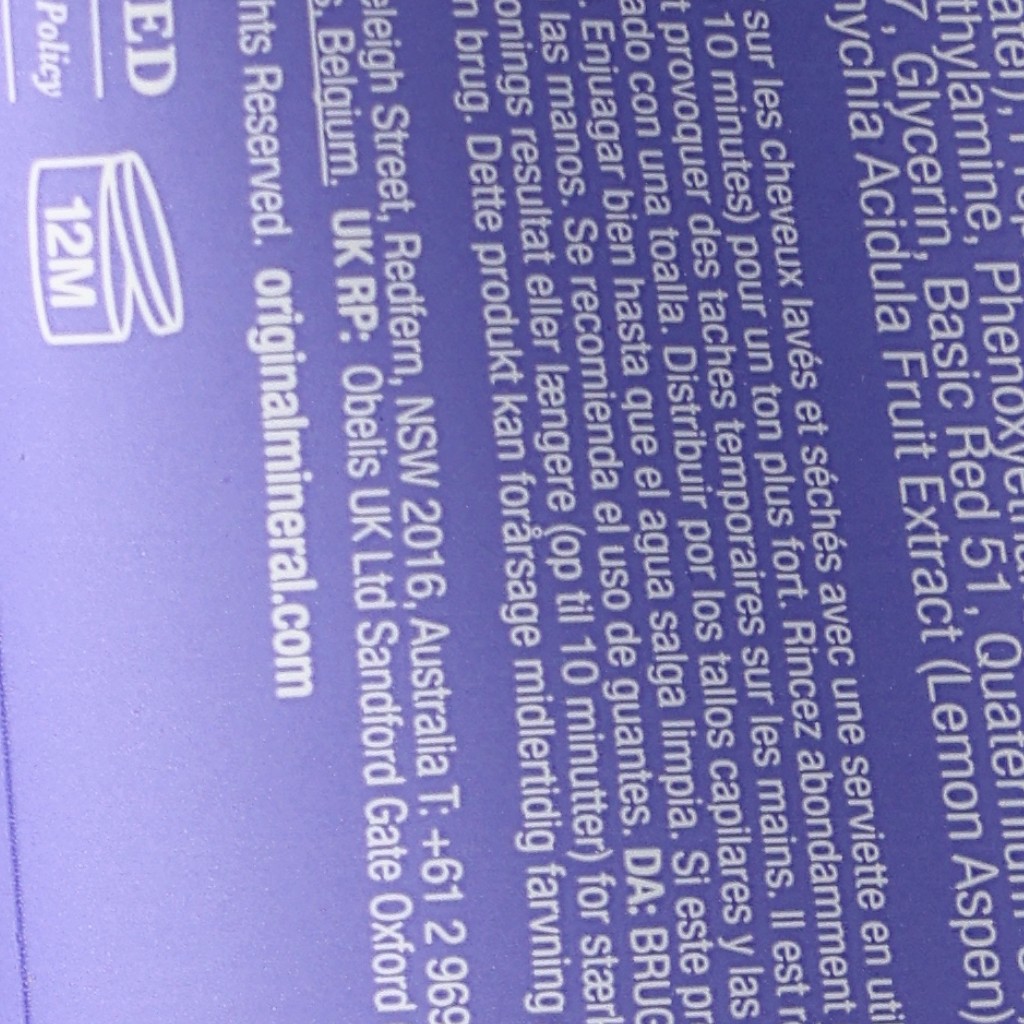 thylamine, Phenoxyethan
7, Glycerin, Basic Red 51, Quaternium
nychia Acidula Fruit Extract (Lemon Aspen)
sur les cheveux lavés et séchés avec une serviette en uti
10 minutes) pour un ton plus fort. Rincez abondamment
t provoquer des taches temporaires sur les mains. Il est r
ado con una toalla. Distribuir por los tallos capilares y las
. Enjuagar bien hasta que el agua salga limpia. Si este pr
las manos. Se recomienda el uso de guantes. DA: BRUG
onings resultat eller længere (op til 10 minutter) for stærk
n brug. Dette produkt kan forårsage midlertidig farvning
eleigh Street, Redfern, NSW 2016, Australia T: +61 2 969
, Belgium. UK RP: Obelis UK Ltd Sandford Gate Oxford
hts Reserved. originalmineral.com
ED
Policy
12M